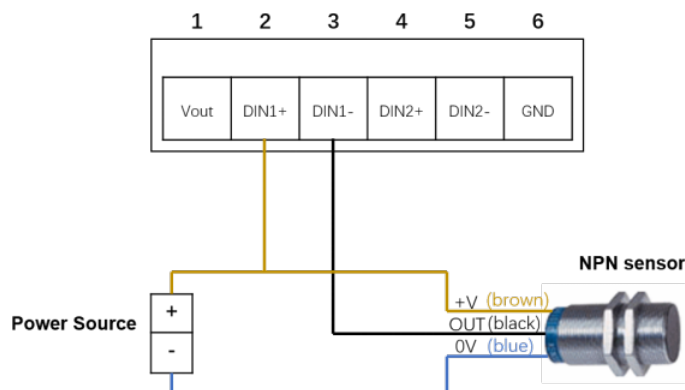 1 2 3 4 5 6
Vout DIN1+ DIN1- DIN2+ DIN2- GND
NPN sensor
+V (brown)
+
Power Source
OUT (black)
-
0V (blue)